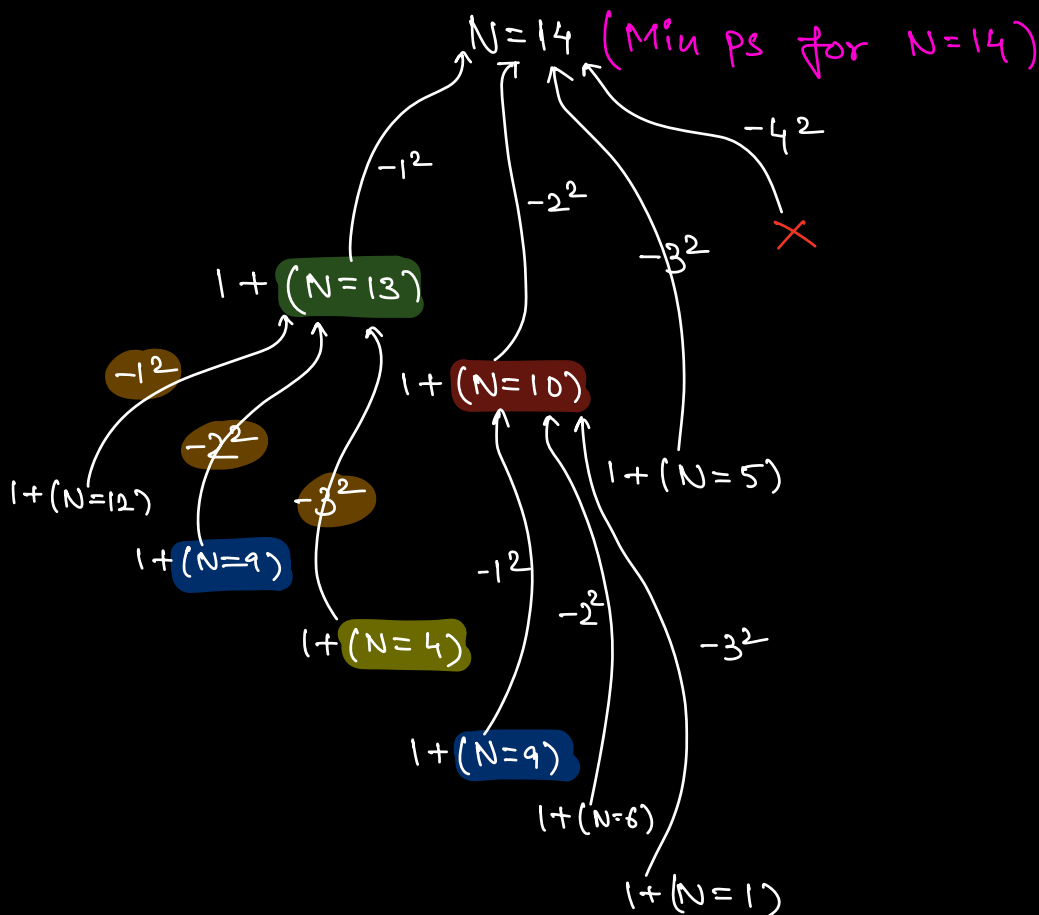 N=14 (Min ps for N=14)
-4²
-1²
-2²
-3²
1+(N=13)
-1²
1+(N=10)
-2²
1+(N=5)
-3²
1+(N=12)
1+(N=9)
-1²
-2²
1+(N=4)
-3²
1+(N=9)
1+(N=6)
1+(N=1)